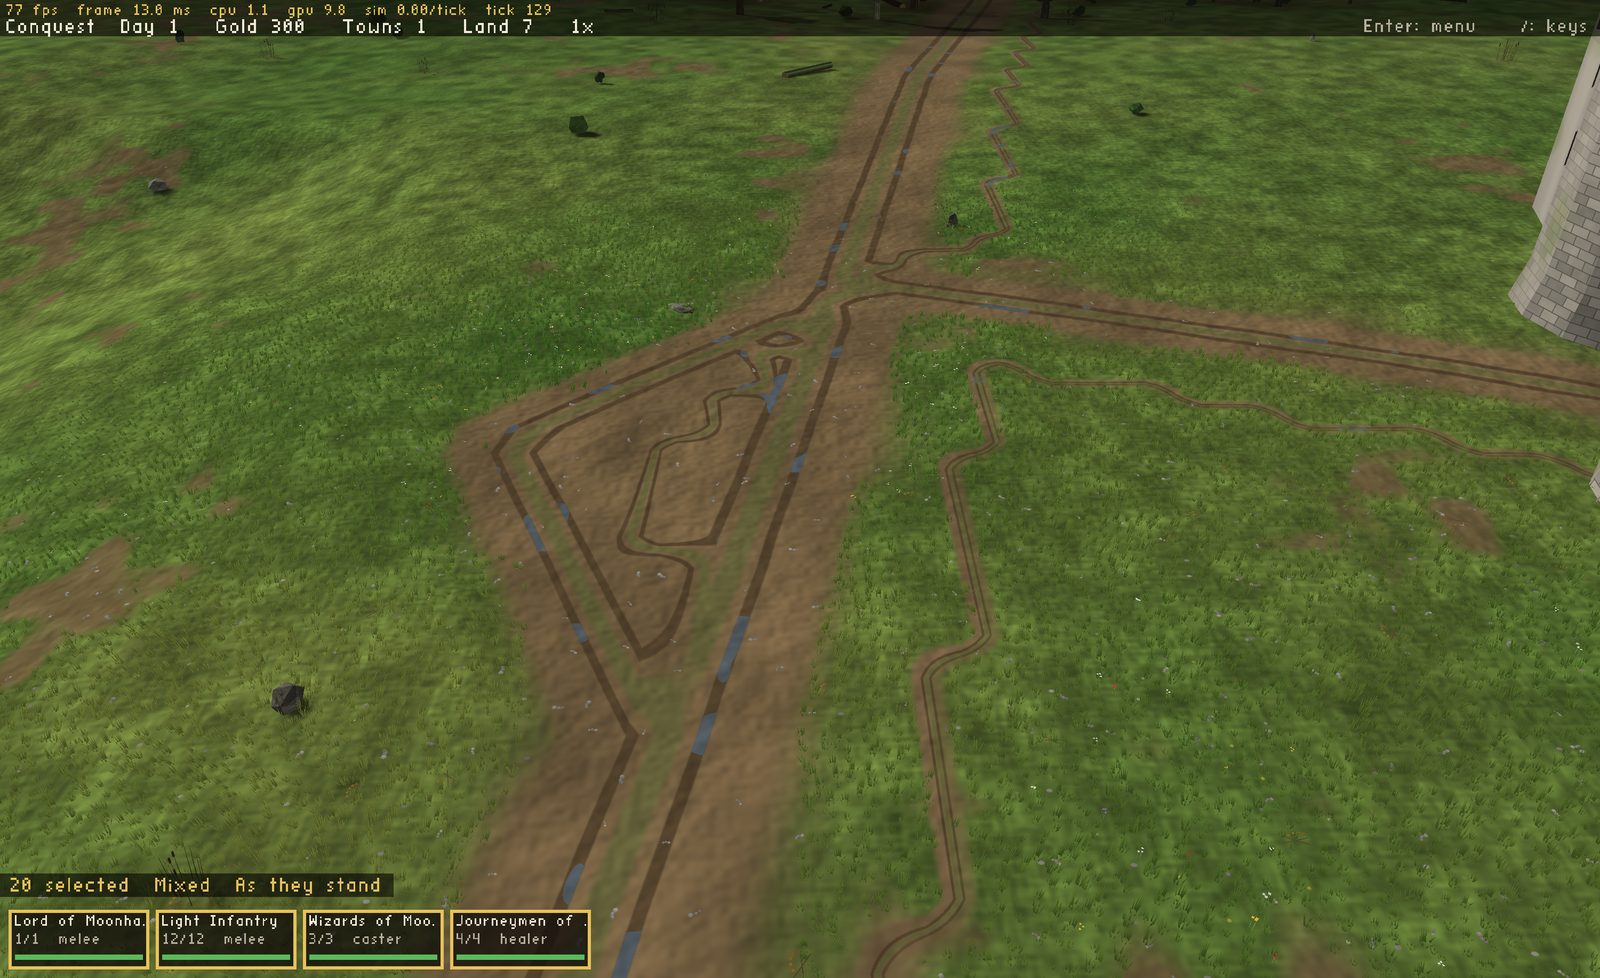 77 fps  frame 13.0 ms  cpu 1.1  gpu 9.8  sim 0.00/tick  tick 129
Conquest  Day 1  Gold 300  Towns 1  Land 7  1x  Enter: menu  /: keys
20 selected  Mixed  As they stand
Lord of Moonha.  Light Infantry  Wizards of Moo.  Journeymen of .
1/1  melee  12/12  melee  3/3  caster  4/4  healer